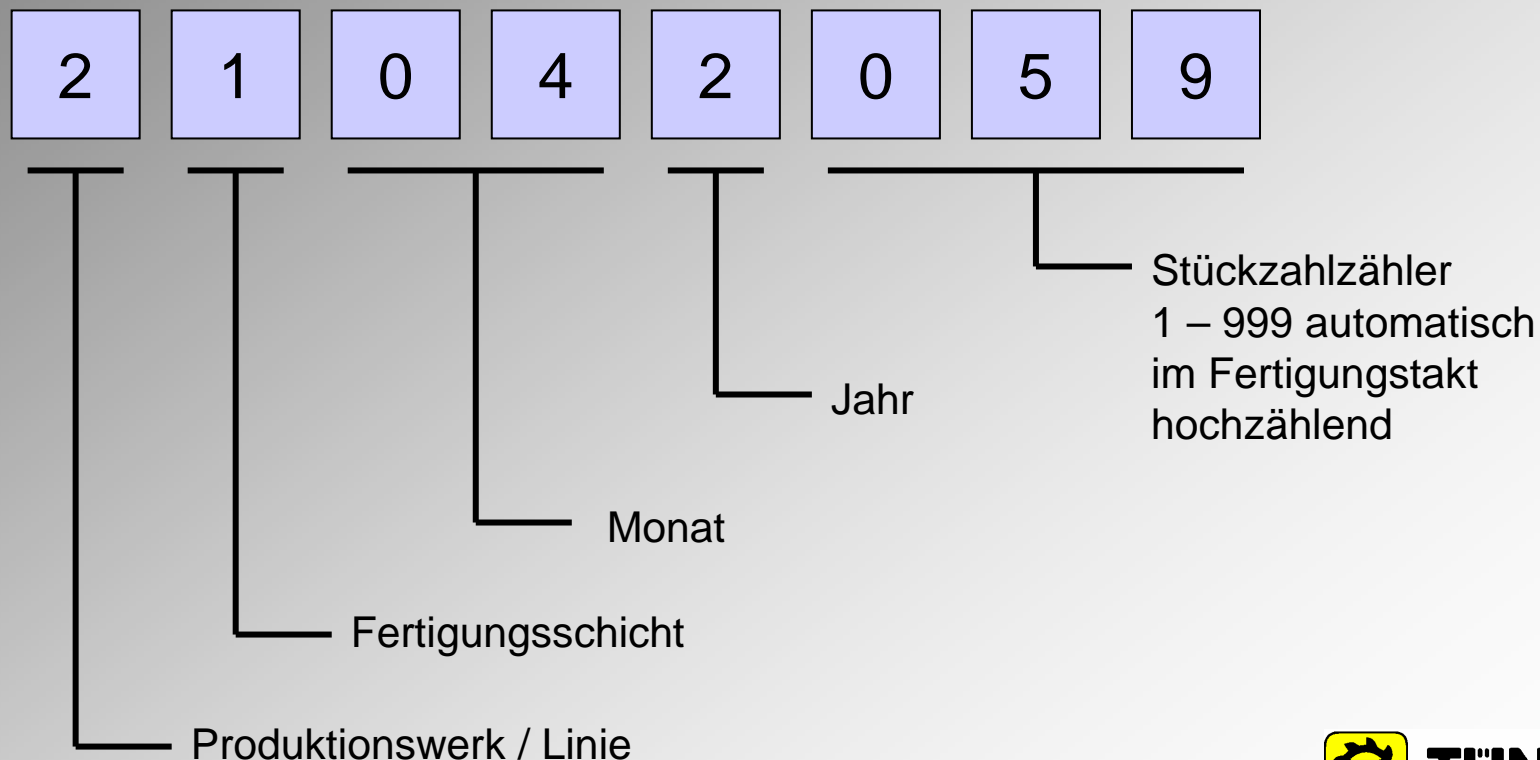 2 1 0 4 2 0 5 9
Stückzahlzähler
1 – 999 automatisch
im Fertigungstakt
hochzählend
Jahr
Monat
Fertigungsschicht
Produktionswerk / Linie